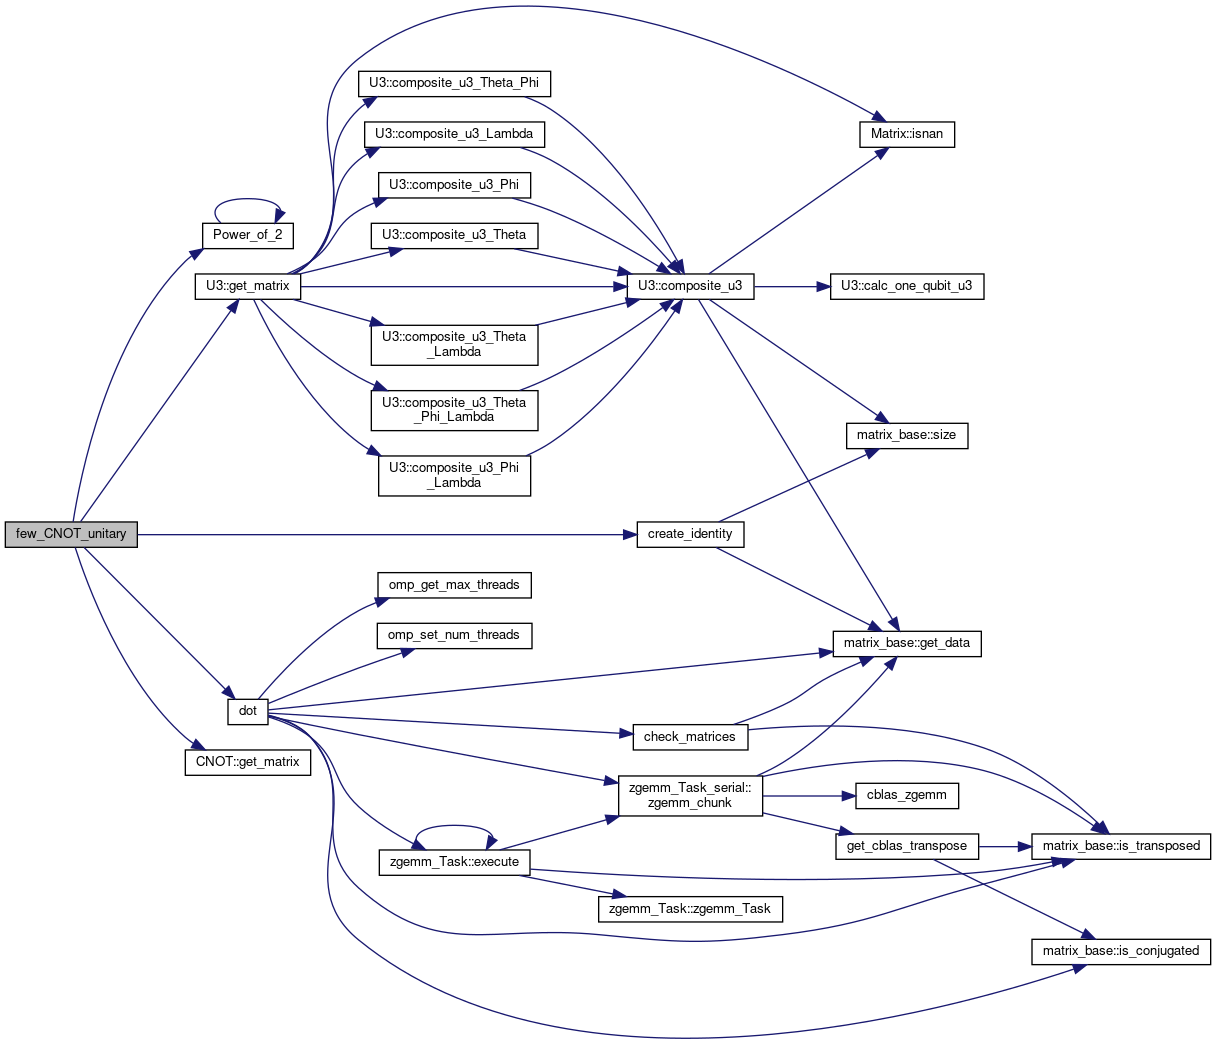 U3::composite_u3_Theta_Phi
U3::composite_u3_Lambda
Matrix::isnan
U3::composite_u3_Phi
Power_of_2
U3::composite_u3_Theta
U3::get_matrix
U3::composite_u3
U3::calc_one_qubit_u3
U3::composite_u3_Theta
_Lambda
U3::composite_u3_Theta
_Phi_Lambda
matrix_base::size
U3::composite_u3_Phi
_Lambda
few_CNOT_unitary
create_identity
omp_get_max_threads
omp_set_num_threads
matrix_base::get_data
dot
check_matrices
CNOT::get_matrix
zgemm_Task_serial::
zgemm_chunk
cblas_zgemm
get_cblas_transpose
matrix_base::is_transposed
zgemm_Task::execute
zgemm_Task::zgemm_Task
matrix_base::is_conjugated